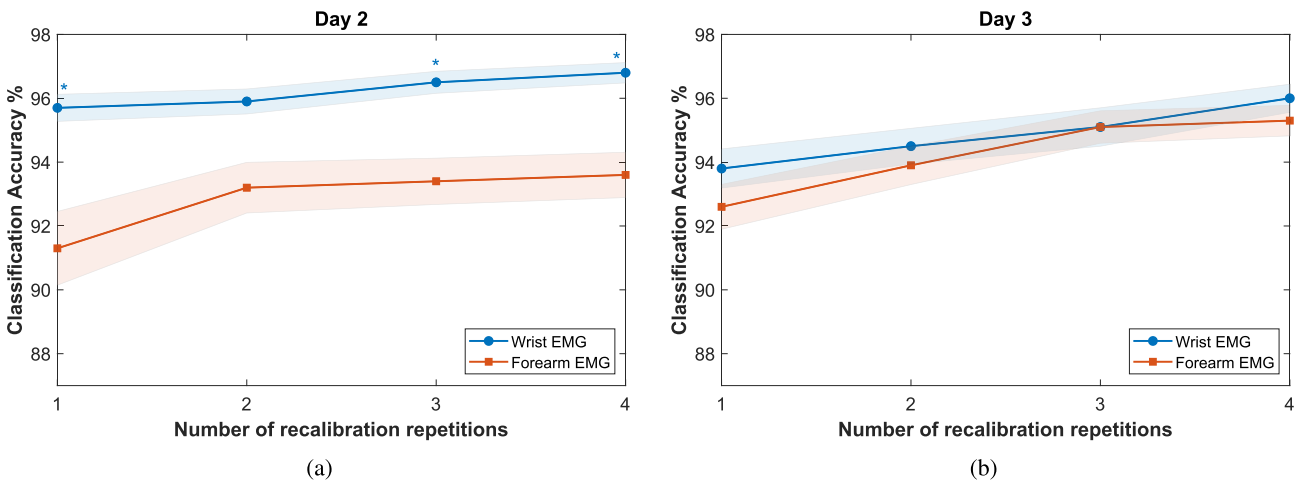 Day 2
98
96
94
92
90
88
Classification Accuracy %
*
*
*
Wrist EMG
Forearm EMG
1 2 3 4
Number of recalibration repetitions
(a)
Day 3
98
96
94
92
90
88
Classification Accuracy %
Wrist EMG
Forearm EMG
1 2 3 4
Number of recalibration repetitions
(b)